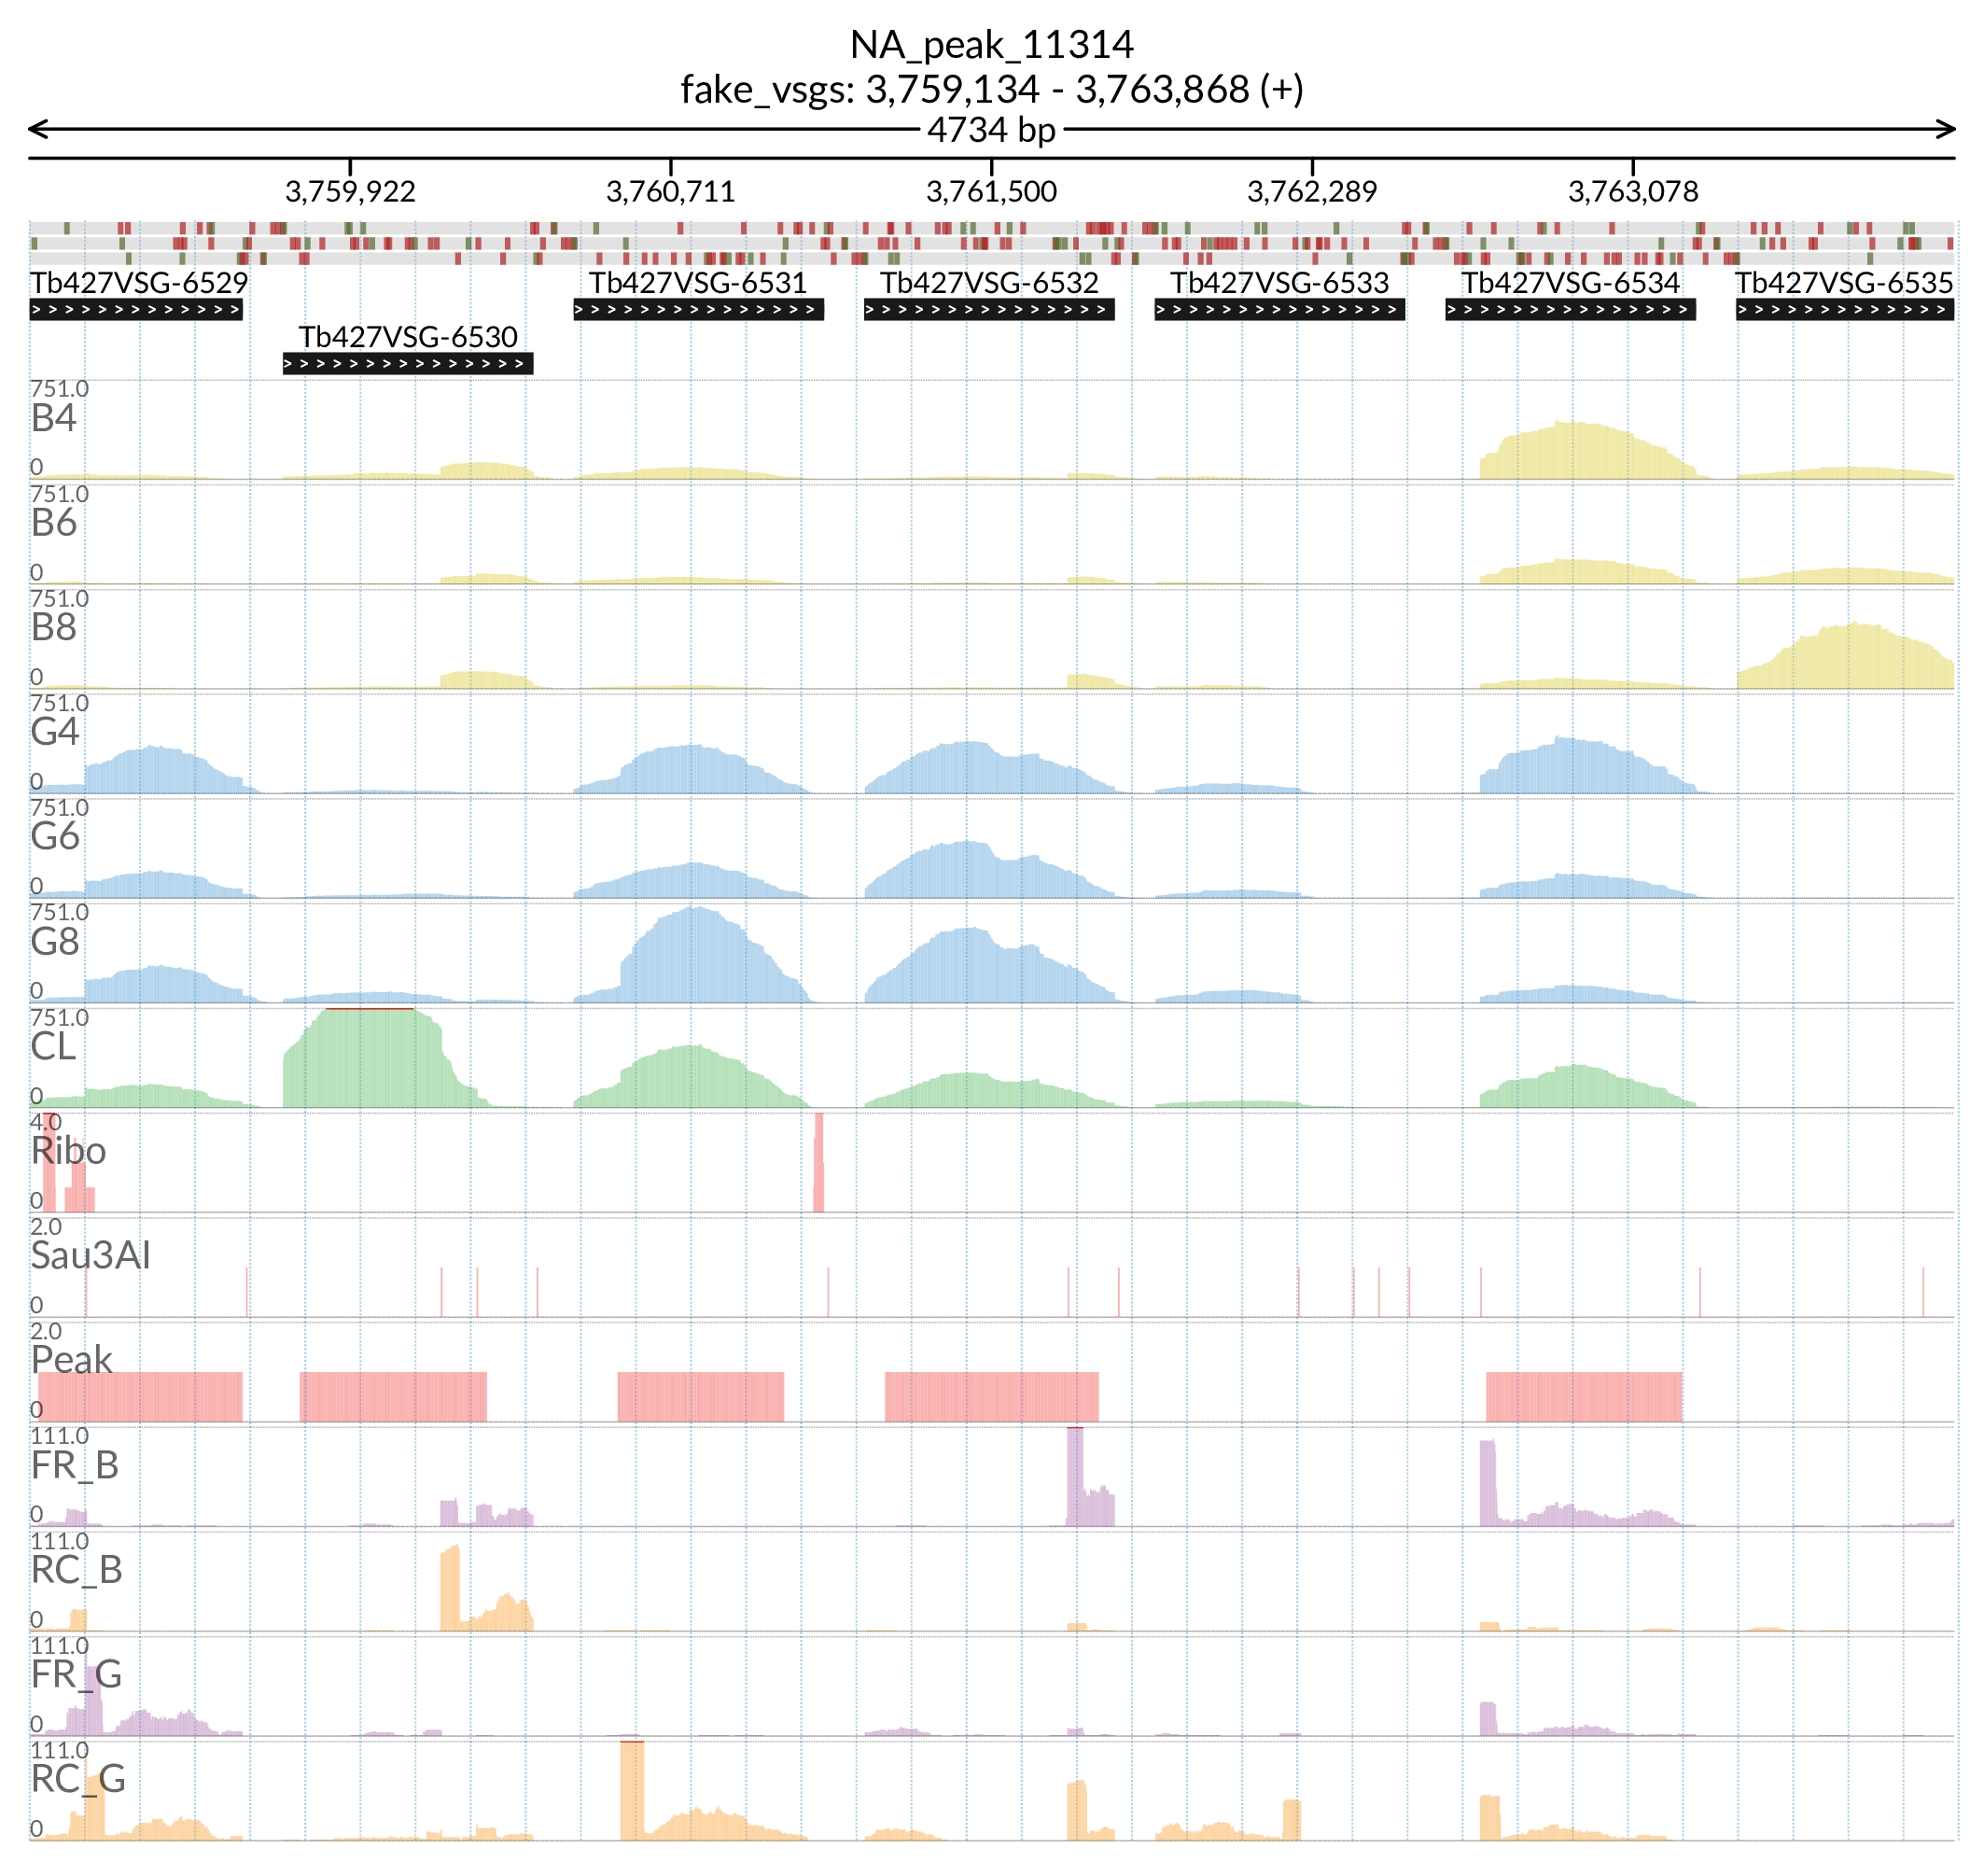 NA_peak_11314
fake_vsgs: 3,759,134 - 3,763,868 (+)
4734 bp
3,759,922 3,760,711 3,761,500 3,762,289 3,763,078
Tb427VSG-6529 Tb427VSG-6531 Tb427VSG-6532 Tb427VSG-6533 Tb427VSG-6534 Tb427VSG-6535
Tb427VSG-6530
751.0
B4
0
751.0
B6
0
751.0
B8
0
751.0
G4
0
751.0
G6
0
751.0
G8
0
751.0
CL
0
4.0
Ribo
0
2.0
Sau3AI
0
2.0
Peak
0
111.0
FR_B
0
111.0
RC_B
0
111.0
FR_G
0
111.0
RC_G
0